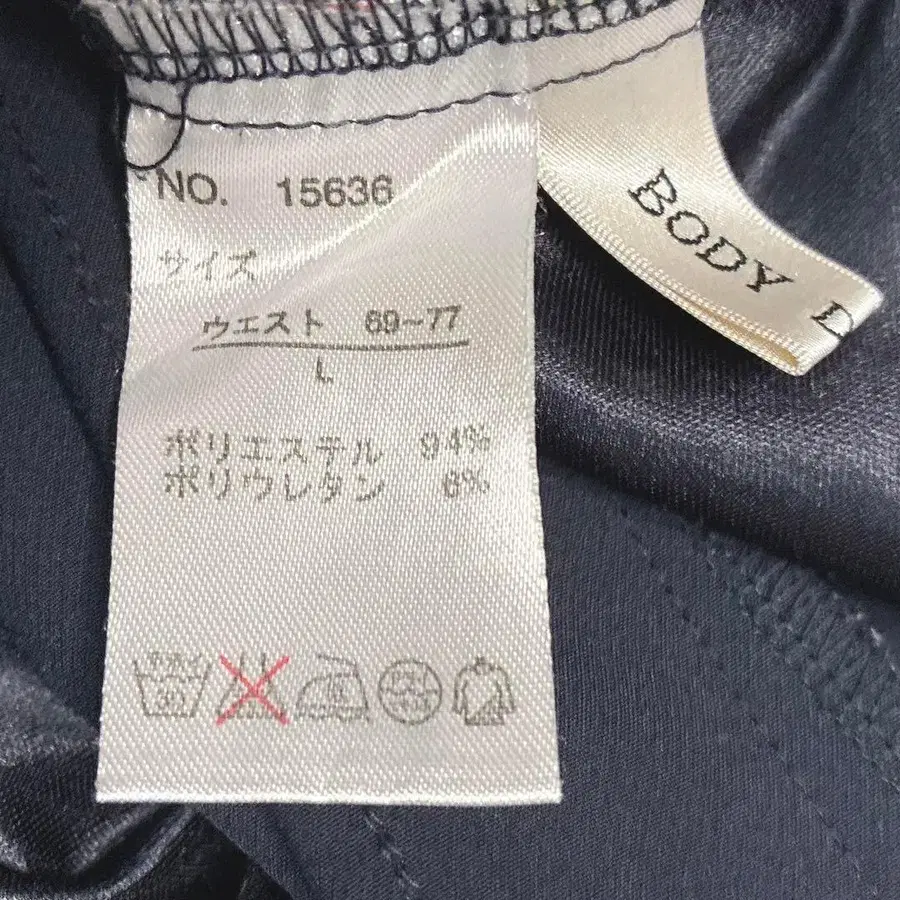 NO. 15636
サイズ
ウエスト 69~77
L
ポリエステル 94%
ポリウレタン 6%
30
BODY D